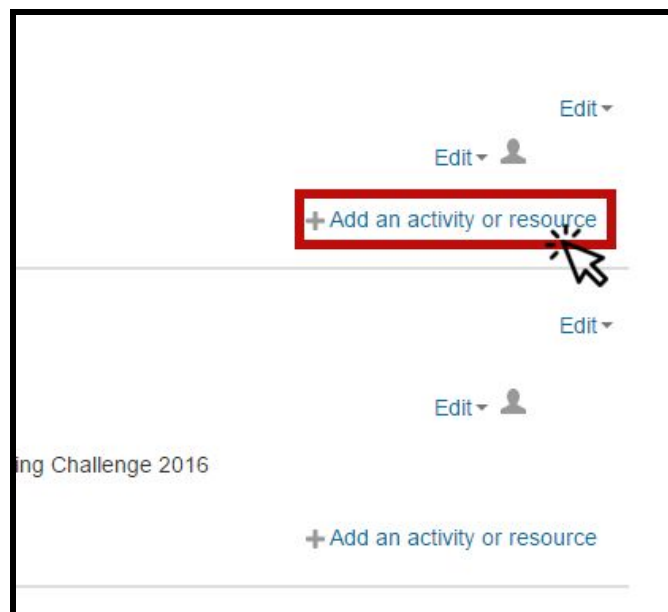 Edit
Edit
Add an activity or resource
Edit
Edit
ing Challenge 2016
Add an activity or resource